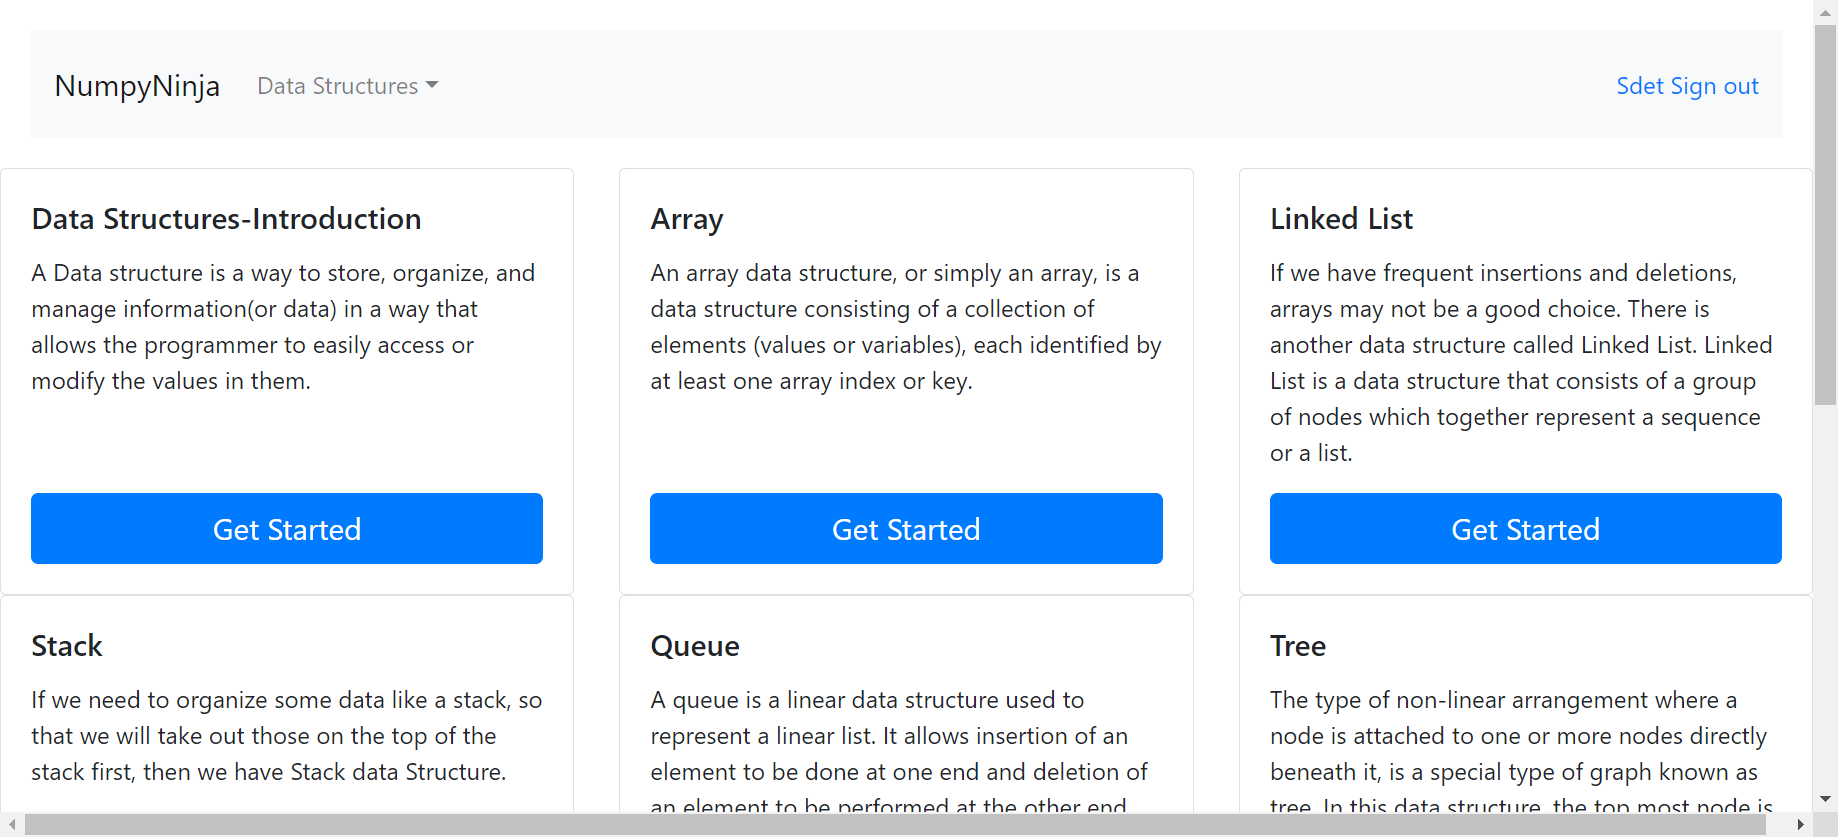 NumpyNinja
Data Structures
Sdet Sign out
Data Structures-Introduction
A Data structure is a way to store, organize, and
manage information(or data) in a way that
allows the programmer to easily access or
modify the values in them.
Get Started
Array
An array data structure, or simply an array, is a
data structure consisting of a collection of
elements (values or variables), each identified by
at least one array index or key.
Get Started
Linked List
If we have frequent insertions and deletions,
arrays may not be a good choice. There is
another data structure called Linked List. Linked
List is a data structure that consists of a group
of nodes which together represent a sequence
or a list.
Get Started
Stack
If we need to organize some data like a stack, so
that we will take out those on the top of the
stack first, then we have Stack data Structure.
Queue
A queue is a linear data structure used to
represent a linear list. It allows insertion of an
element to be done at one end and deletion of
an element to be performed at the other end.
Tree
The type of non-linear arrangement where a
node is attached to one or more nodes directly
beneath it, is a special type of graph known as
tree. In this data structure, the top most node is